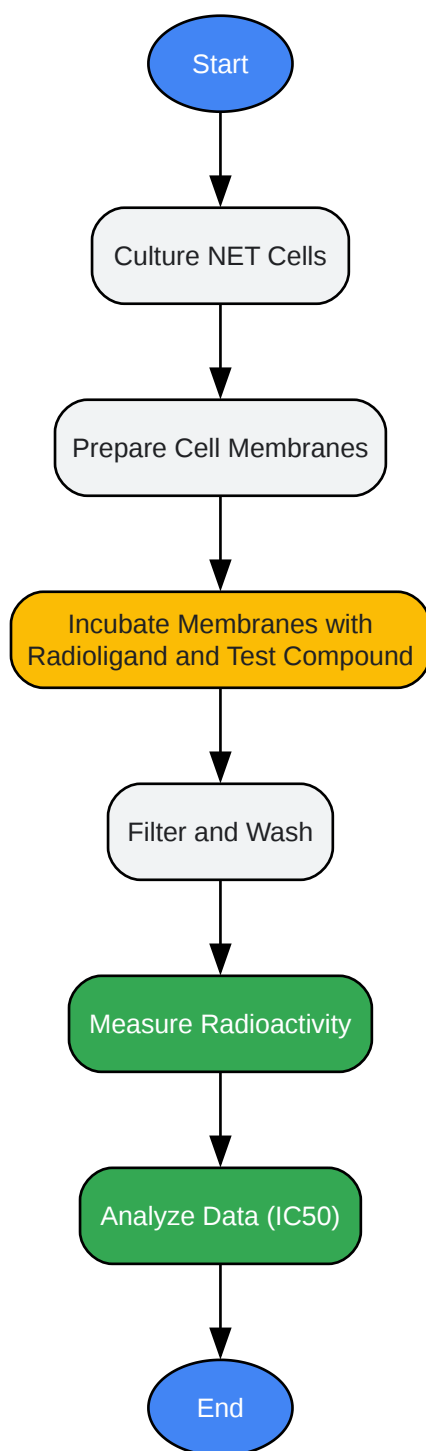 Start
Culture NET Cells
Prepare Cell Membranes
Incubate Membranes with
Radioligand and Test Compound
Filter and Wash
Measure Radioactivity
Analyze Data (IC50)
End